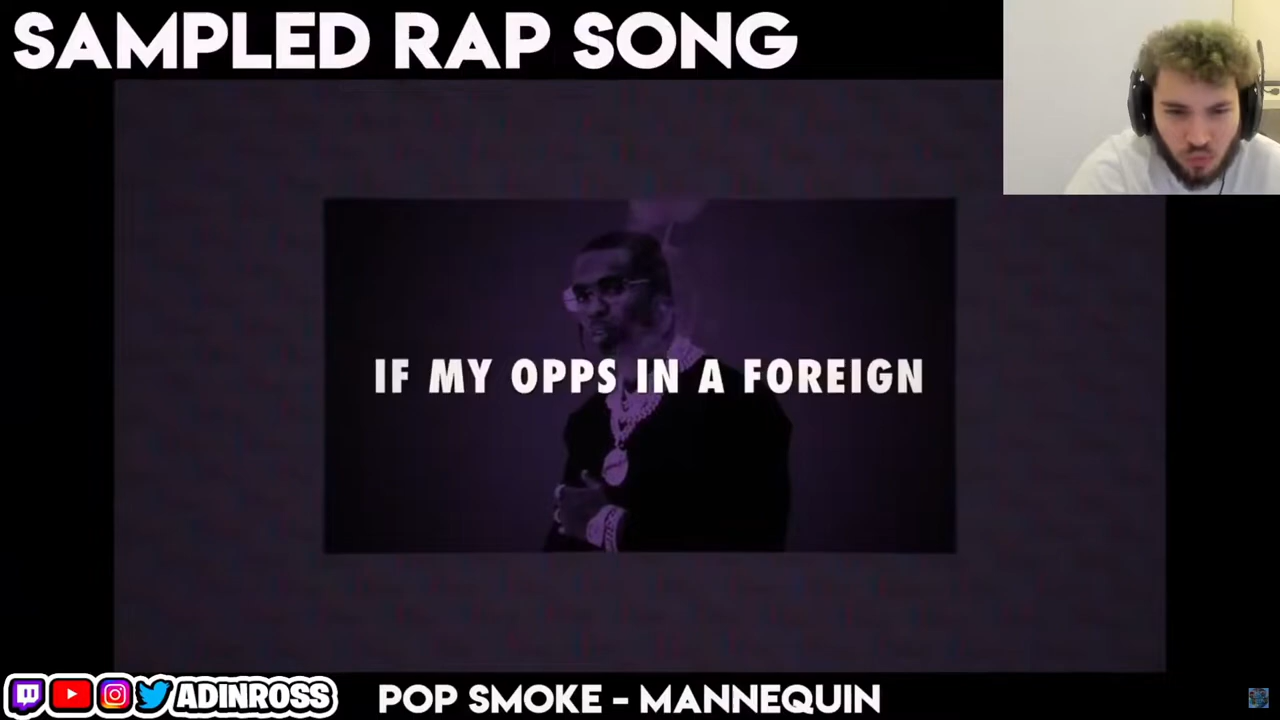 SAMPLED RAP SONG
IF MY OPPS IN A FOREIGN
ADINROSS
POP SMOKE - MANNEQUIN